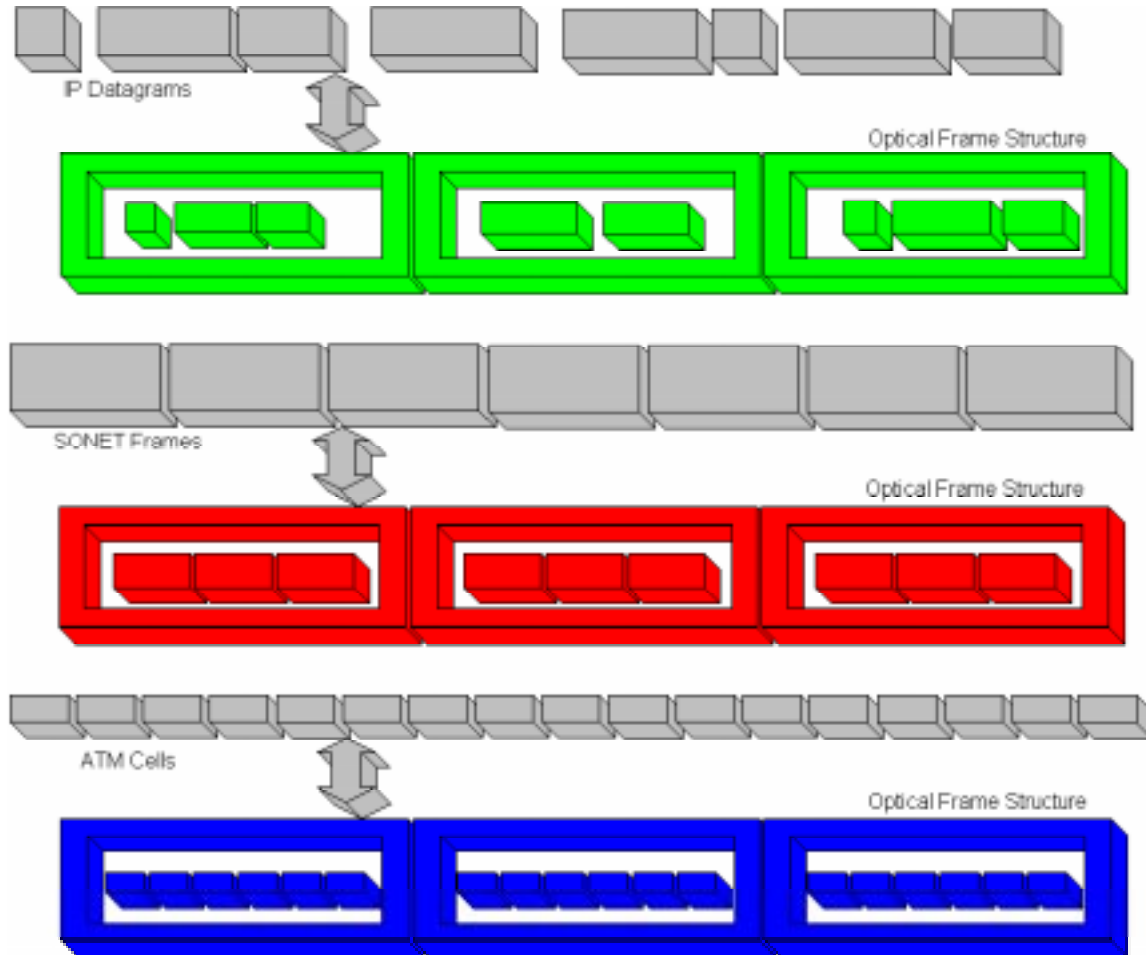 IP Datagrams
Optical Frame Structure
SONET Frames
Optical Frame Structure
ATM Cells
Optical Frame Structure